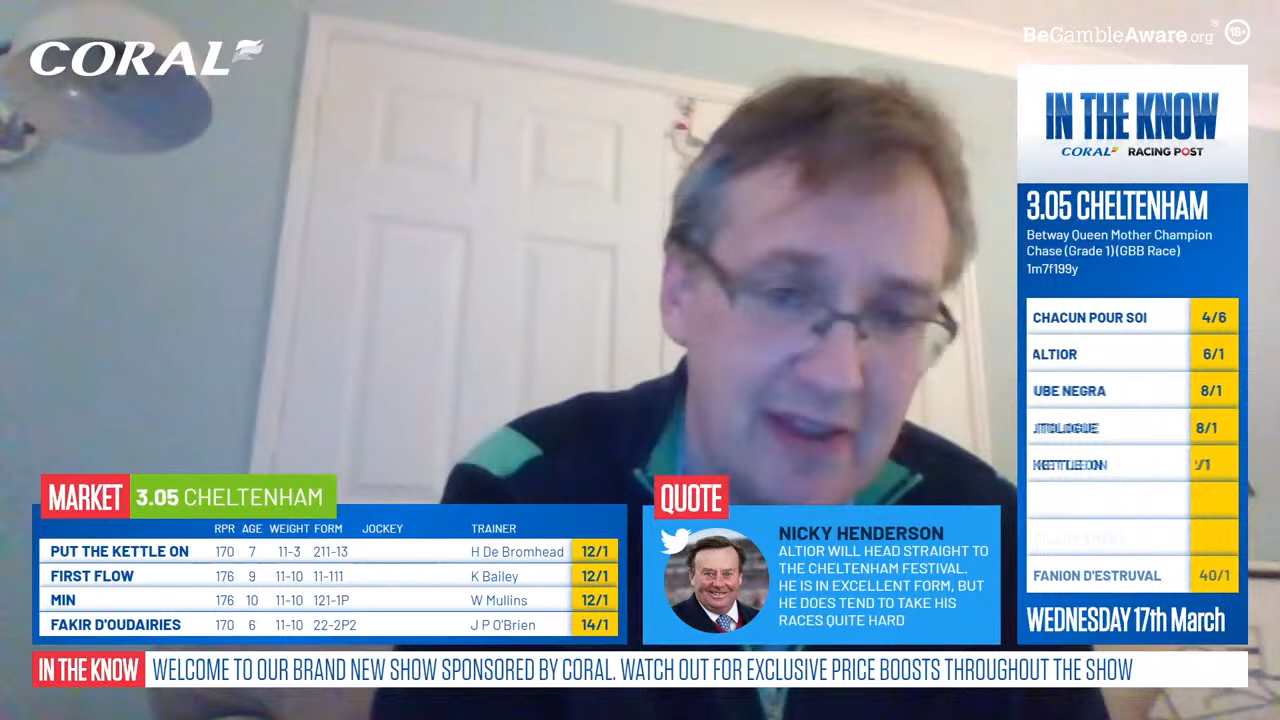 CORAL
BeGambleAware.org
18+
IN THE KNOW
CORAL RACING POST
3.05 CHELTENHAM
Betway Queen Mother Champion
Chase (Grade 1) (GBB Race)
1m7f199y
CHACUN POUR SOI 4/6
ALTIOR 6/1
UBE NEGRA 8/1
8/1
KETTLE ON /1
FANION D'ESTRUVAL 40/1
WEDNESDAY 17th March
MARKET 3.05 CHELTENHAM
RPR AGE WEIGHT FORM JOCKEY TRAINER
PUT THE KETTLE ON 170 7 11-3 211-13 H De Bromhead 12/1
FIRST FLOW 176 9 11-10 11-111 K Bailey 12/1
MIN 176 10 11-10 121-1P W Mullins 12/1
FAKIR D'OUDAIRIES 170 6 11-10 22-2P2 J P O'Brien 14/1
QUOTE
NICKY HENDERSON
ALTIOR WILL HEAD STRAIGHT TO
THE CHELTENHAM FESTIVAL.
HE IS IN EXCELLENT FORM, BUT
HE DOES TEND TO TAKE HIS
RACES QUITE HARD
IN THE KNOW WELCOME TO OUR BRAND NEW SHOW SPONSORED BY CORAL. WATCH OUT FOR EXCLUSIVE PRICE BOOSTS THROUGHOUT THE SHOW